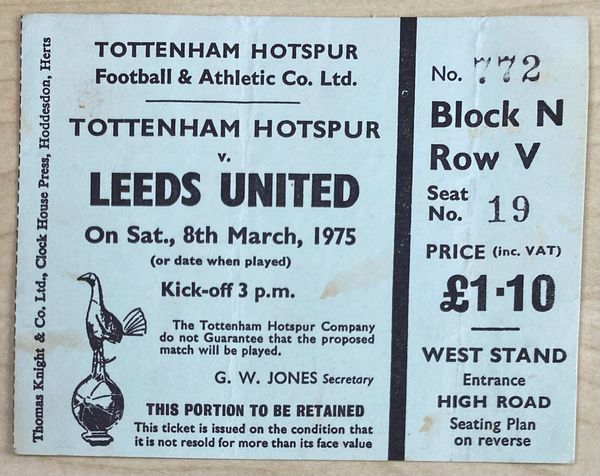 Thomas Knight & Co. Ltd., Clock House Press, Hoddesdon, Herts
TOTTENHAM HOTSPUR
Football & Athletic Co. Ltd.
TOTTENHAM HOTSPUR
v.
LEEDS UNITED
On Sat., 8th March, 1975
(or date when played)
Kick-off 3 p.m.
The Tottenham Hotspur Company
do not Guarantee that the proposed
match will be played.
G. W. JONES Secretary
THIS PORTION TO BE RETAINED
This ticket is issued on the condition that
it is not resold for more than its face value
No. 772
Block N
Row V
Seat
No. 19
PRICE (inc. VAT)
£1·10
WEST STAND
Entrance
HIGH ROAD
Seating Plan
on reverse